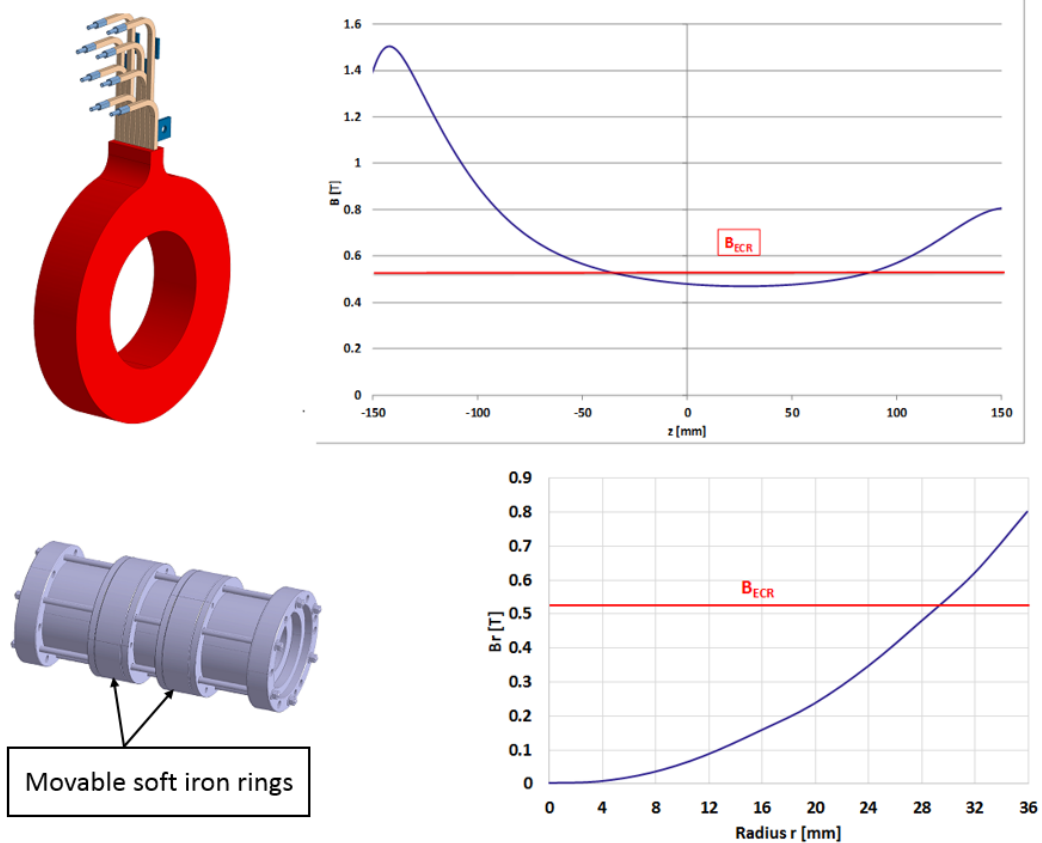 1.6
1.4
1.2
1
0.8
0.6
0.4
0.2
0
B [T]
B_ECR
-150 -100 -50 0 50 100 150
z [mm]
0.9
0.8
0.7
0.6
0.5
0.4
0.3
0.2
0.1
0
Br [T]
B_ECR
0 4 8 12 16 20 24 28 32 36
Radius r [mm]
Movable soft iron rings